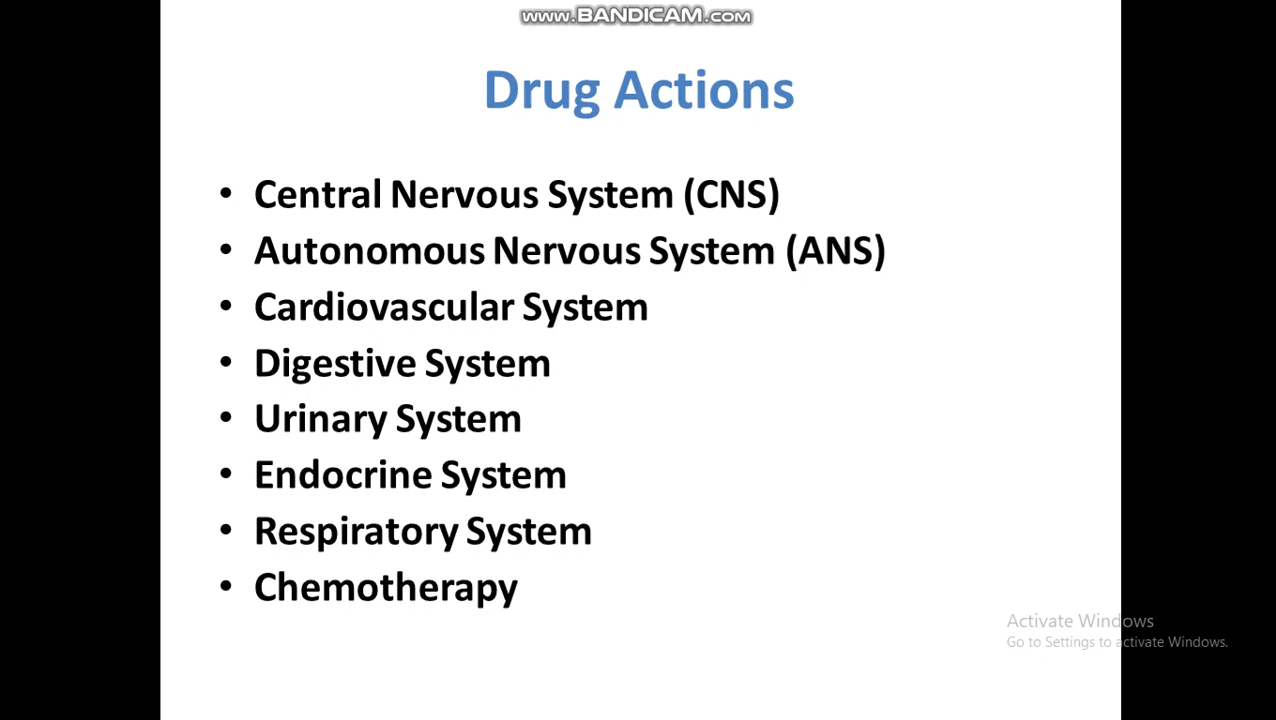 www.BANDICAM.com
Drug Actions
• Central Nervous System (CNS)
• Autonomous Nervous System (ANS)
• Cardiovascular System
• Digestive System
• Urinary System
• Endocrine System
• Respiratory System
• Chemotherapy
Activate Windows
Go to Settings to activate Windows.